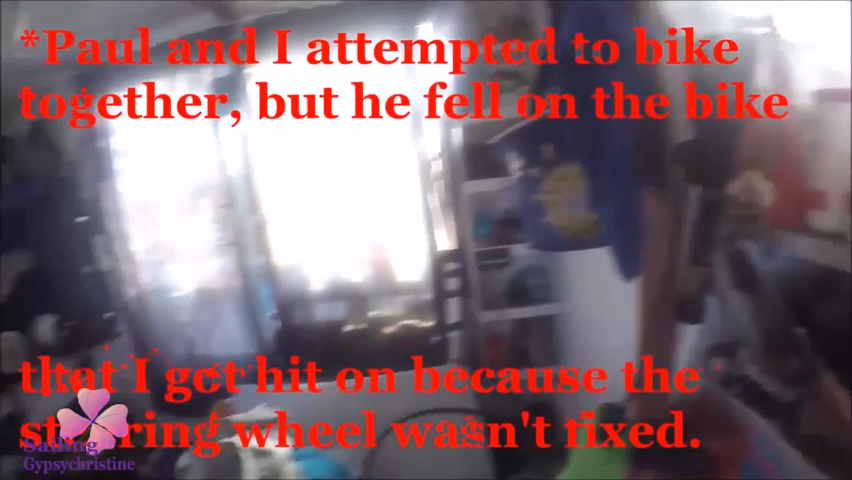 *Paul and I attempted to bike
together, but he fell on the bike
that I got hit on because the
steering wheel wasn't fixed.
Sailing
Gypsychristine